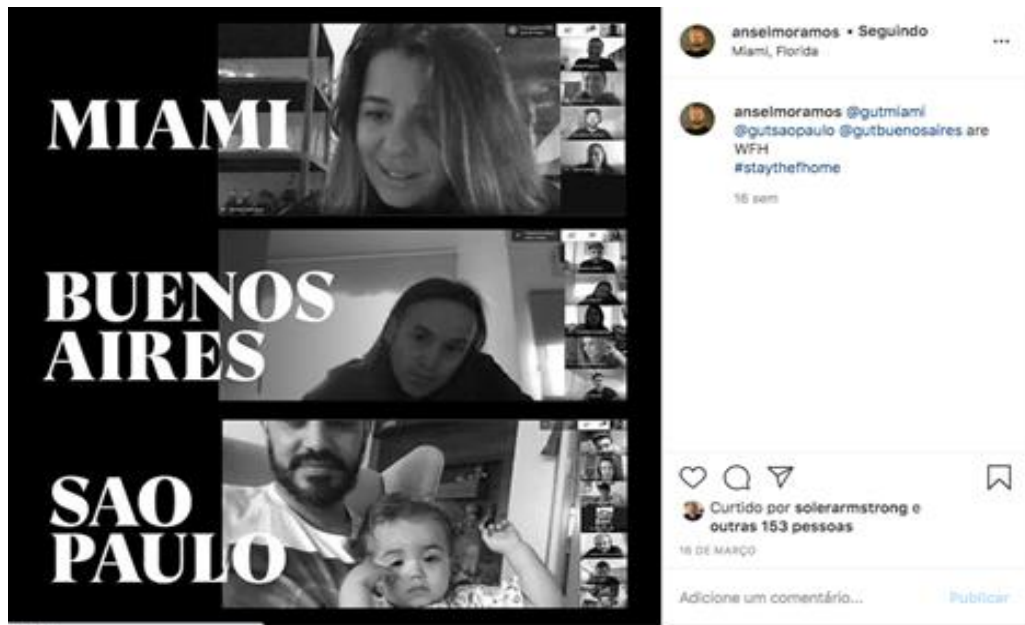 MIAMI
BUENOS
AIRES
SAO
PAULO
anselmoramos • Seguindo
Miami, Florida
anselmoramos @gutmiami
@gutsaopaulo @gutbuenosaires are
WFH
#staythefhome
16 sem
Curtido por solerarmstrong e
outras 153 pessoas
16 DE MARÇO
Adicione um comentário...
Publicar